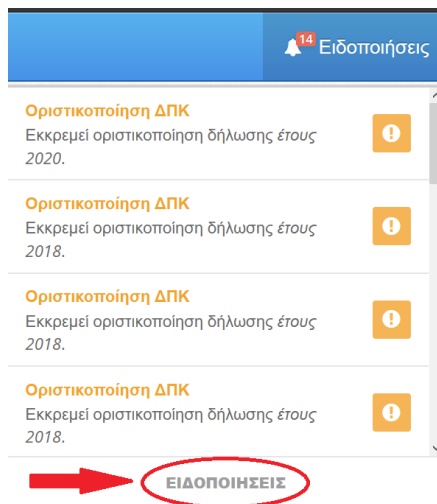 14 Ειδοποιήσεις
Οριστικοποίηση ΔΠΚ
Εκκρεμεί οριστικοποίηση δήλωσης έτους
2020.
Οριστικοποίηση ΔΠΚ
Εκκρεμεί οριστικοποίηση δήλωσης έτους
2018.
Οριστικοποίηση ΔΠΚ
Εκκρεμεί οριστικοποίηση δήλωσης έτους
2018.
Οριστικοποίηση ΔΠΚ
Εκκρεμεί οριστικοποίηση δήλωσης έτους
2018.
ΕΙΔΟΠΟΙΗΣΕΙΣ